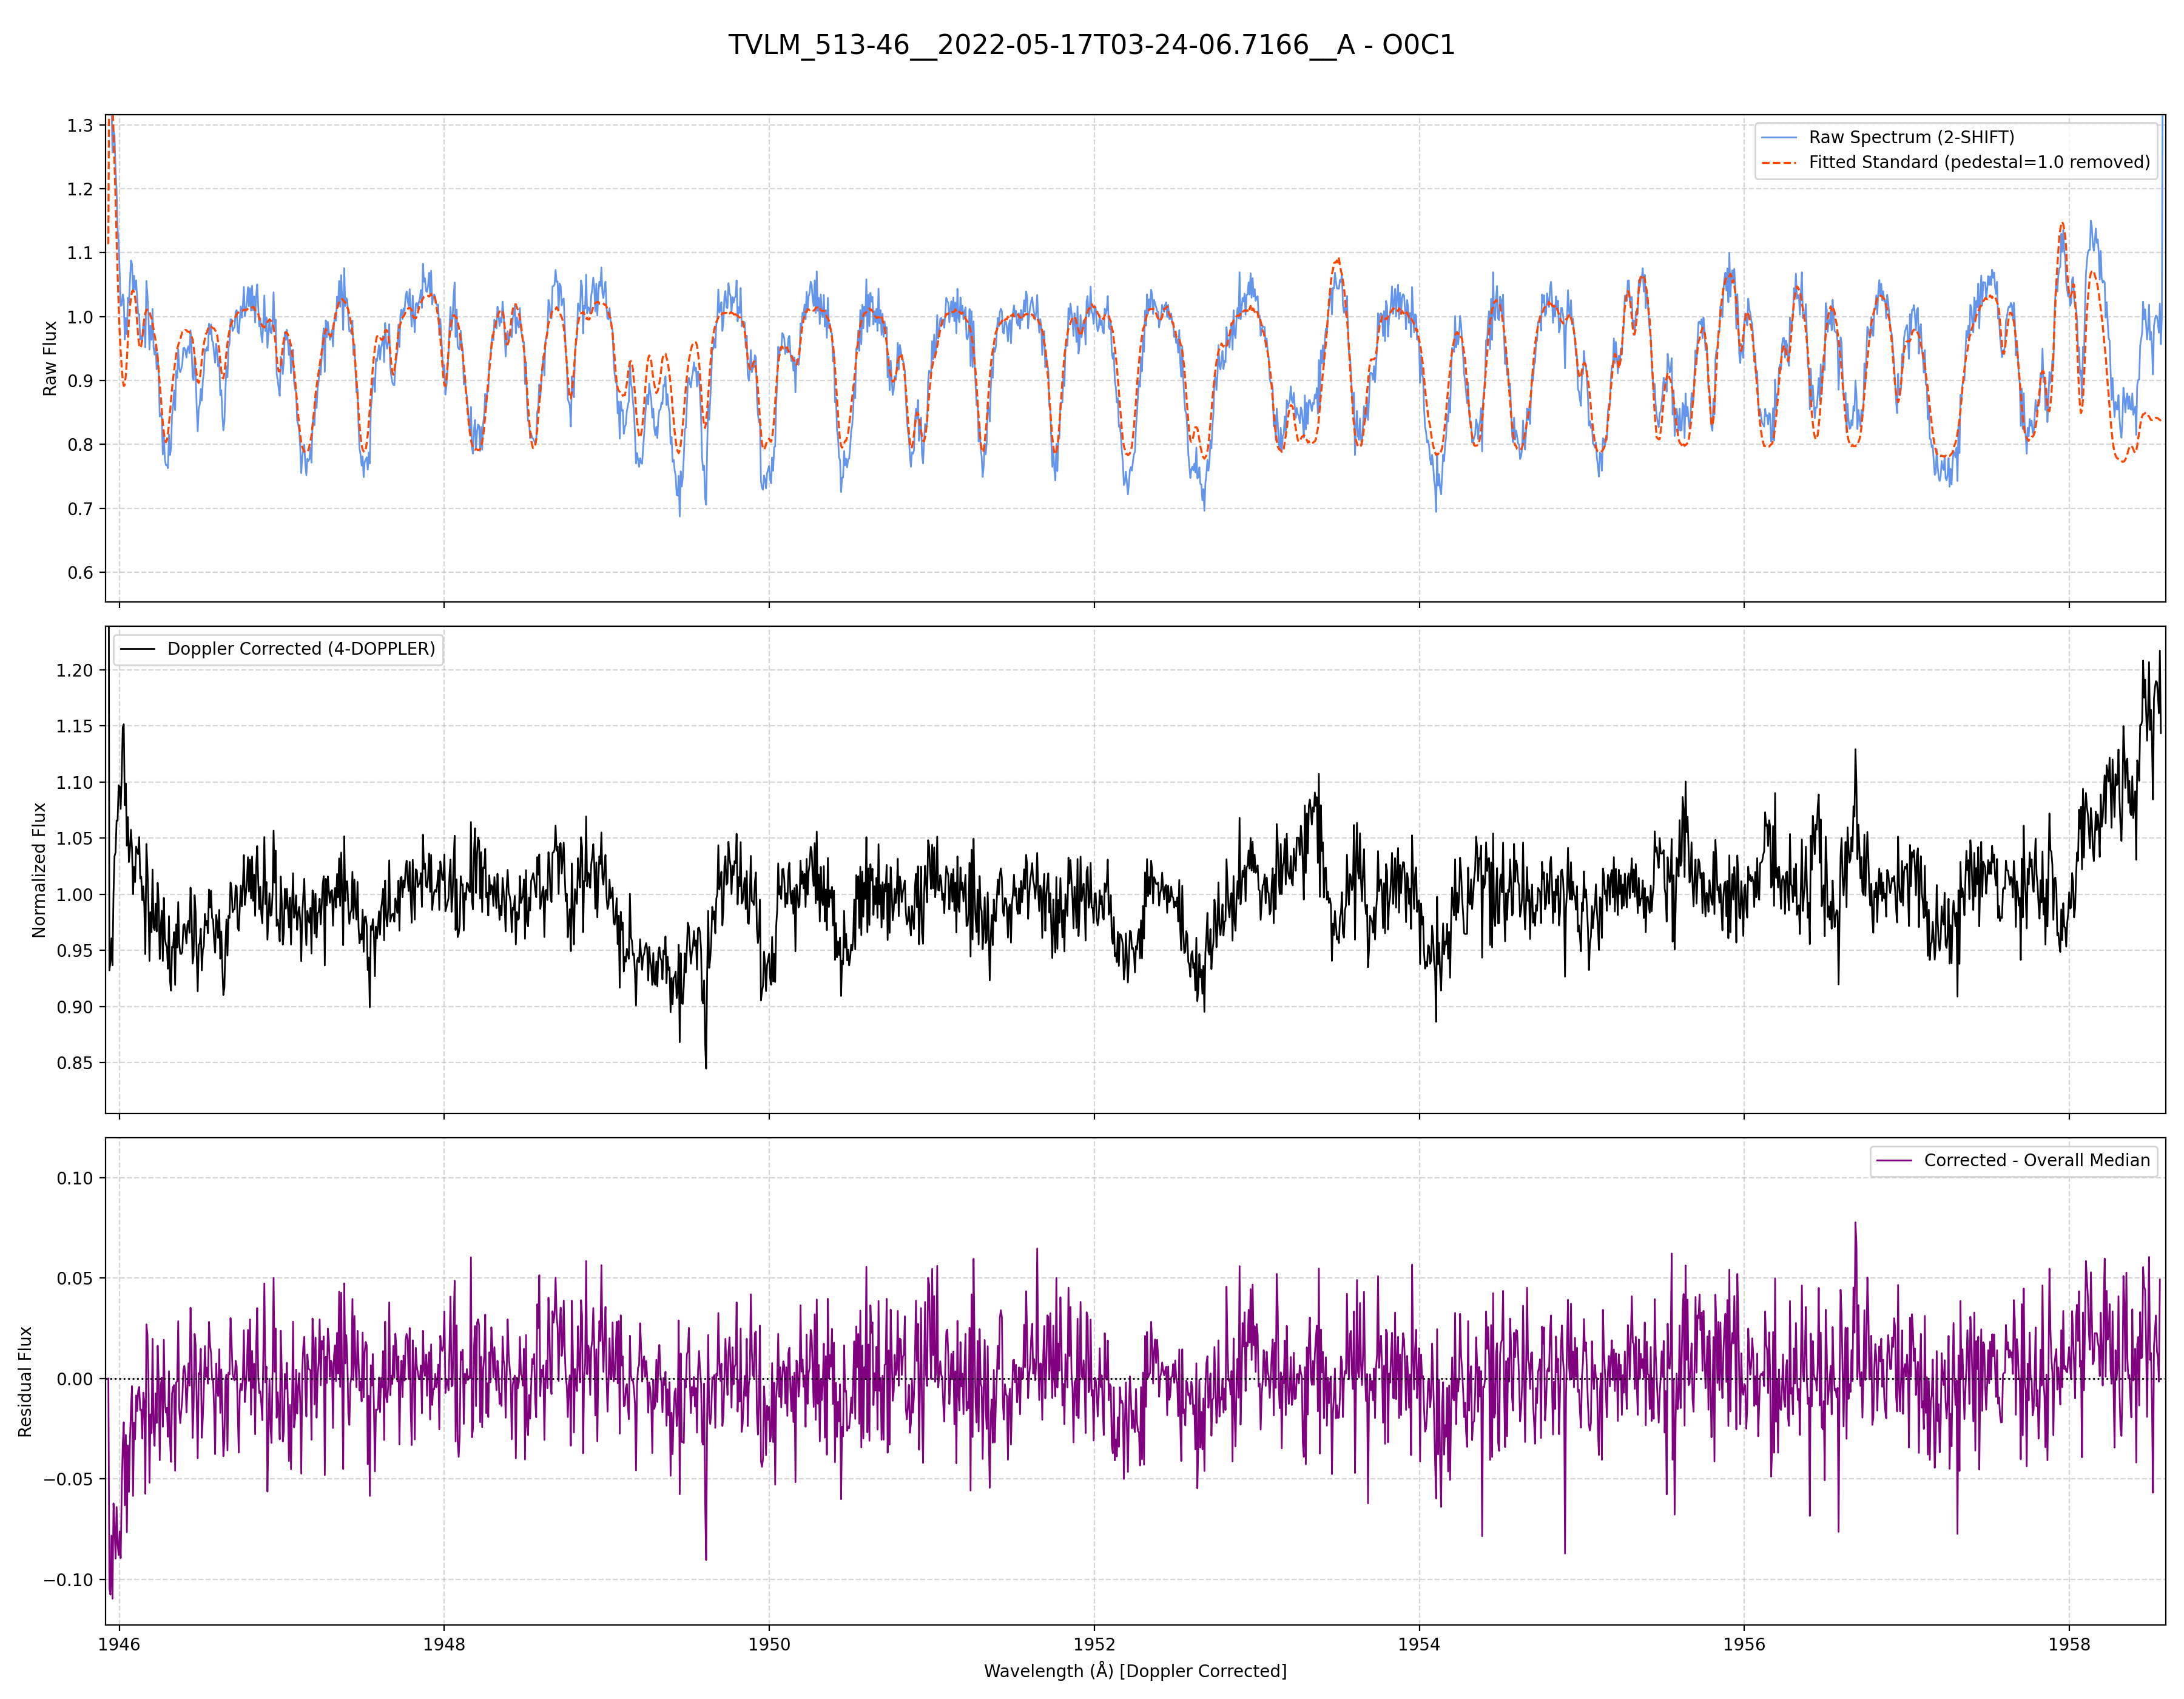 TVLM_513-46__2022-05-17T03-24-06.7166__A - O0C1
1.3
1.2
1.1
1.0
0.9
0.8
0.7
0.6
Raw Flux
Raw Spectrum (2-SHIFT)
Fitted Standard (pedestal=1.0 removed)
1.20
1.15
1.10
1.05
1.00
0.95
0.90
0.85
Normalized Flux
Doppler Corrected (4-DOPPLER)
0.10
0.05
0.00
−0.05
−0.10
Residual Flux
Corrected - Overall Median
1946 1948 1950 1952 1954 1956 1958
Wavelength (Å) [Doppler Corrected]